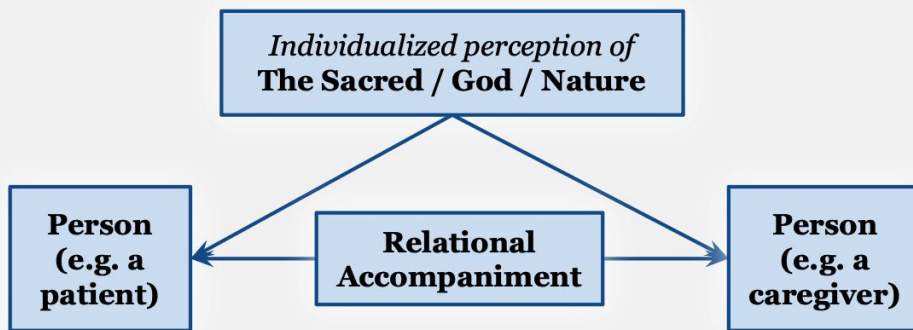 Individualized perception of
The Sacred / God / Nature
Person
(e.g. a
patient)
Relational
Accompaniment
Person
(e.g. a
caregiver)